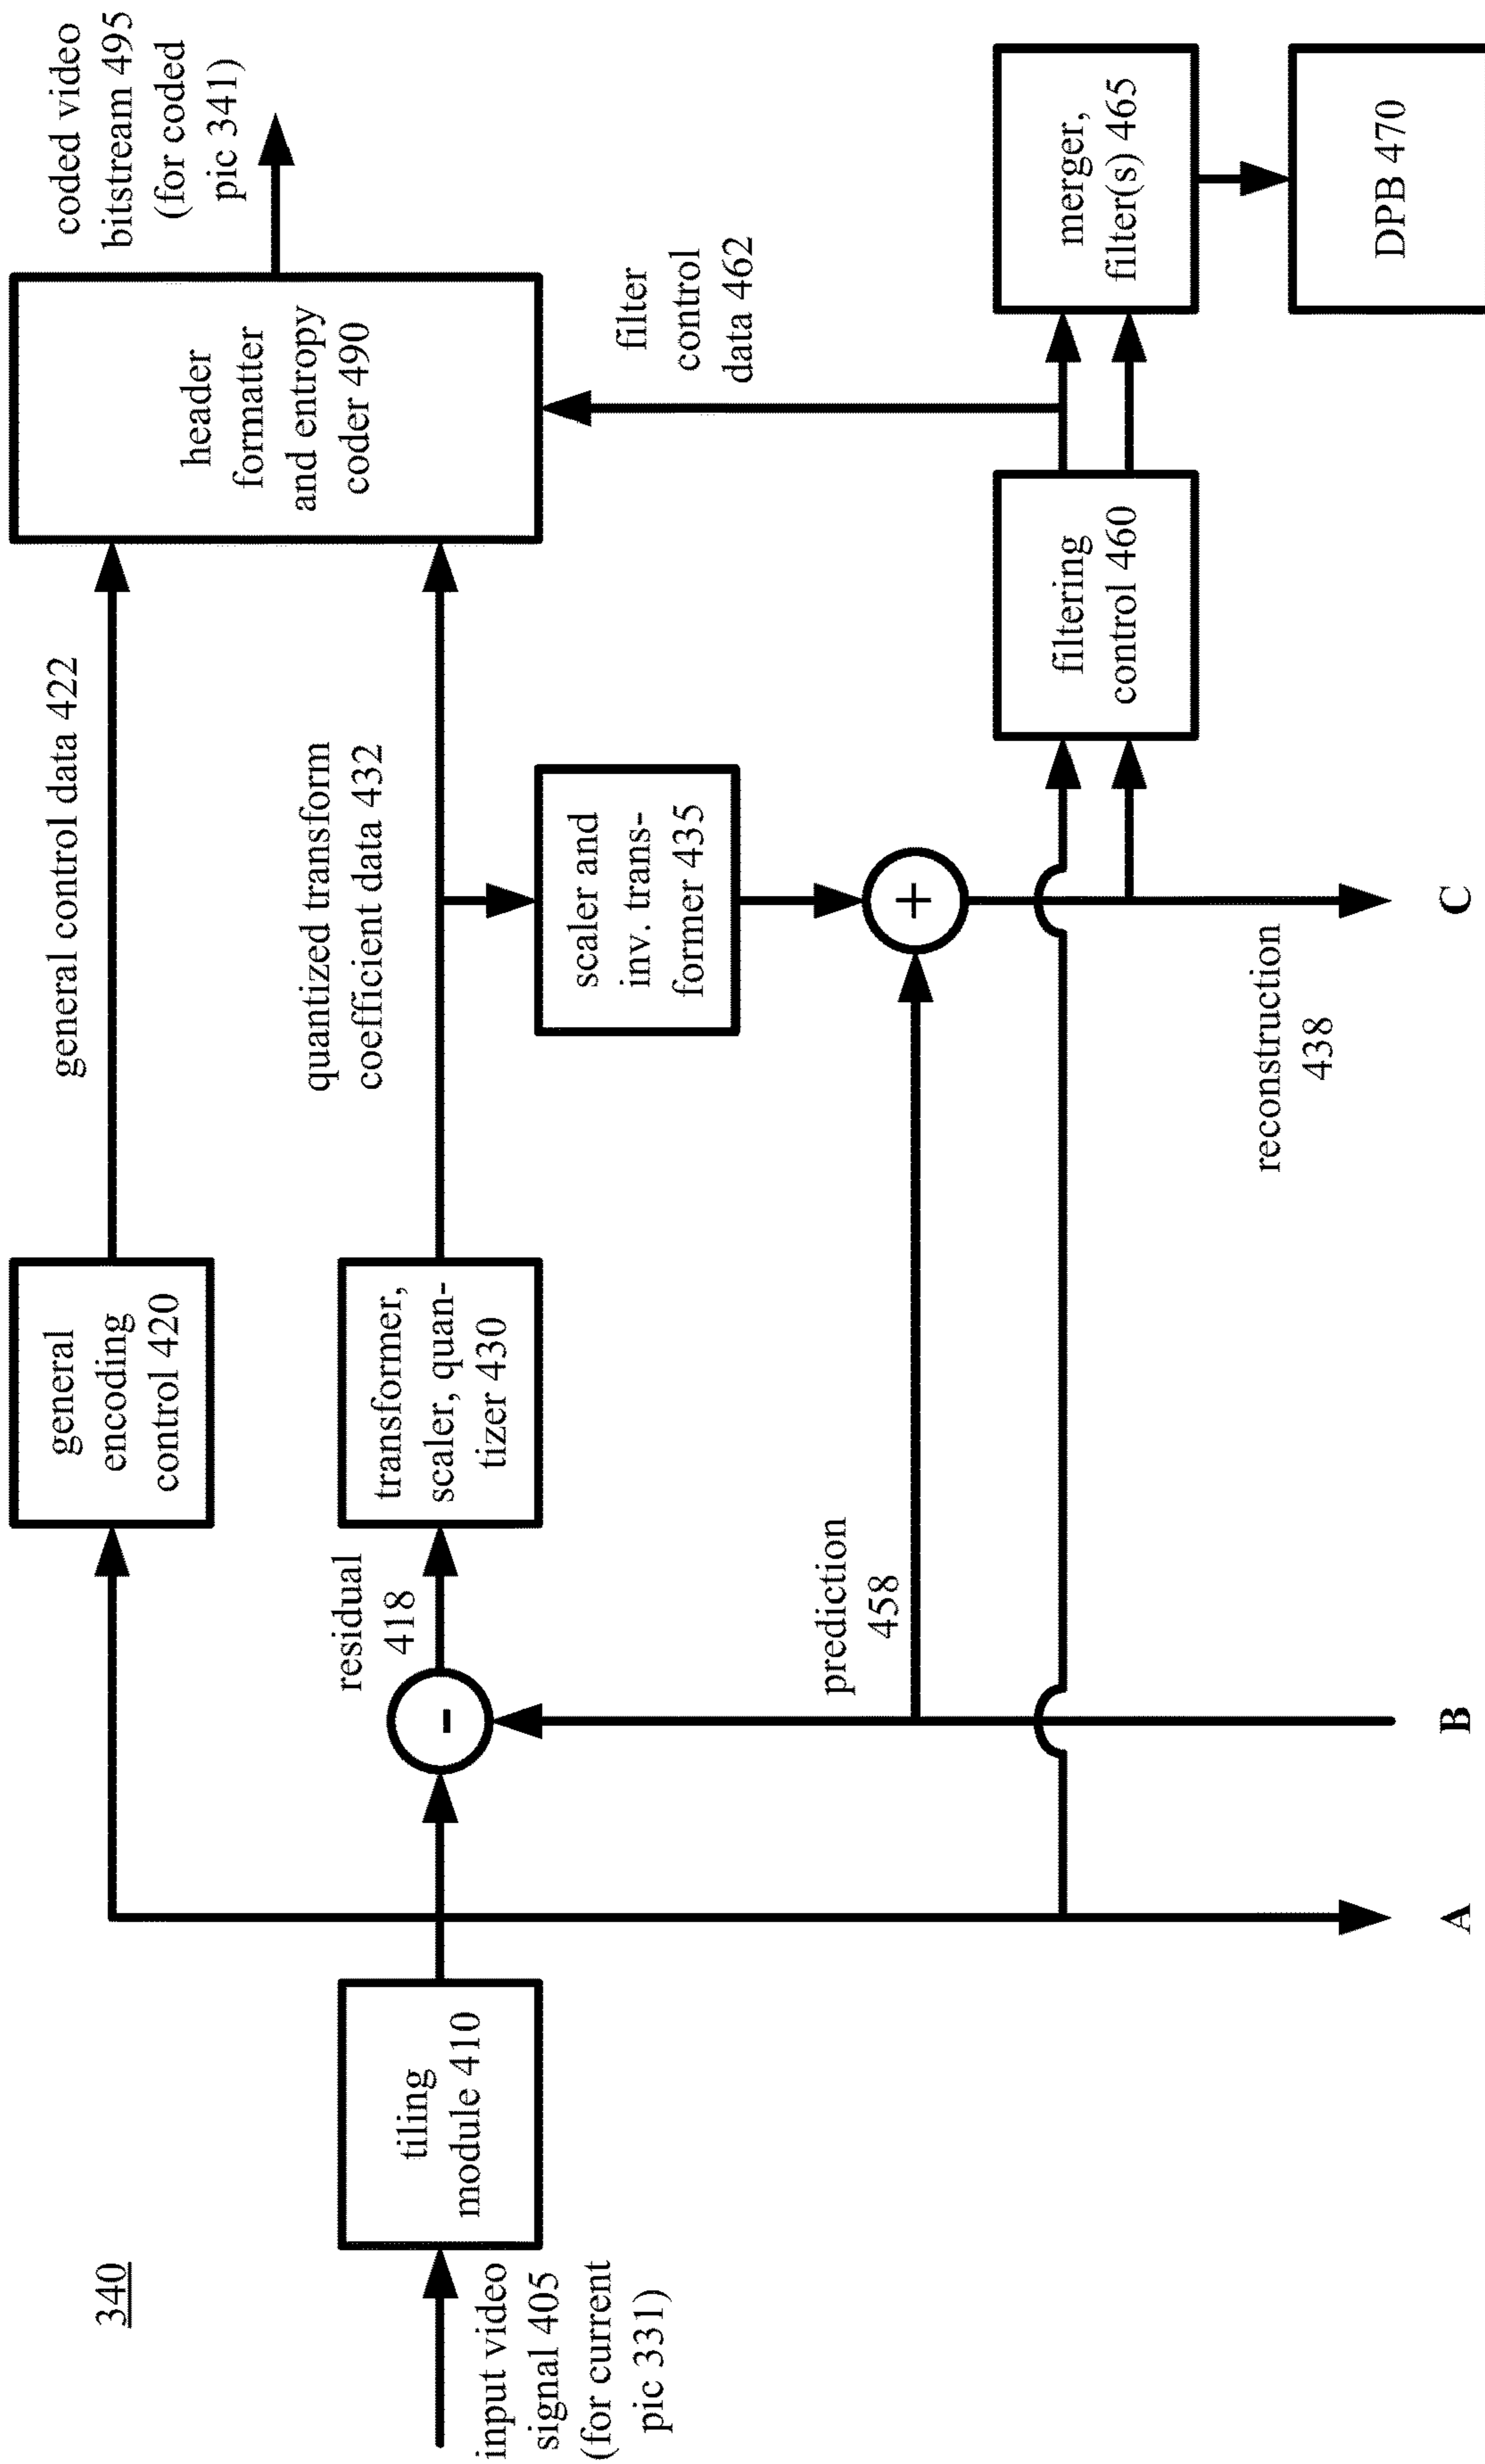 340
input video
signal 405
(for current
pic 331)
tiling
module 410
-
residual
418
general
encoding
control 420
transformer,
scaler, quan-
tizer 430
general control data 422
quantized transform
coefficient data 432
header
formatter
and entropy
coder 490
coded video
bitstream 495
(for coded
pic 341)
scaler and
inv. trans-
former 435
prediction
458
+
filter
control
data 462
filtering
control 460
merger,
filter(s) 465
DPB 470
reconstruction
438
A
B
C